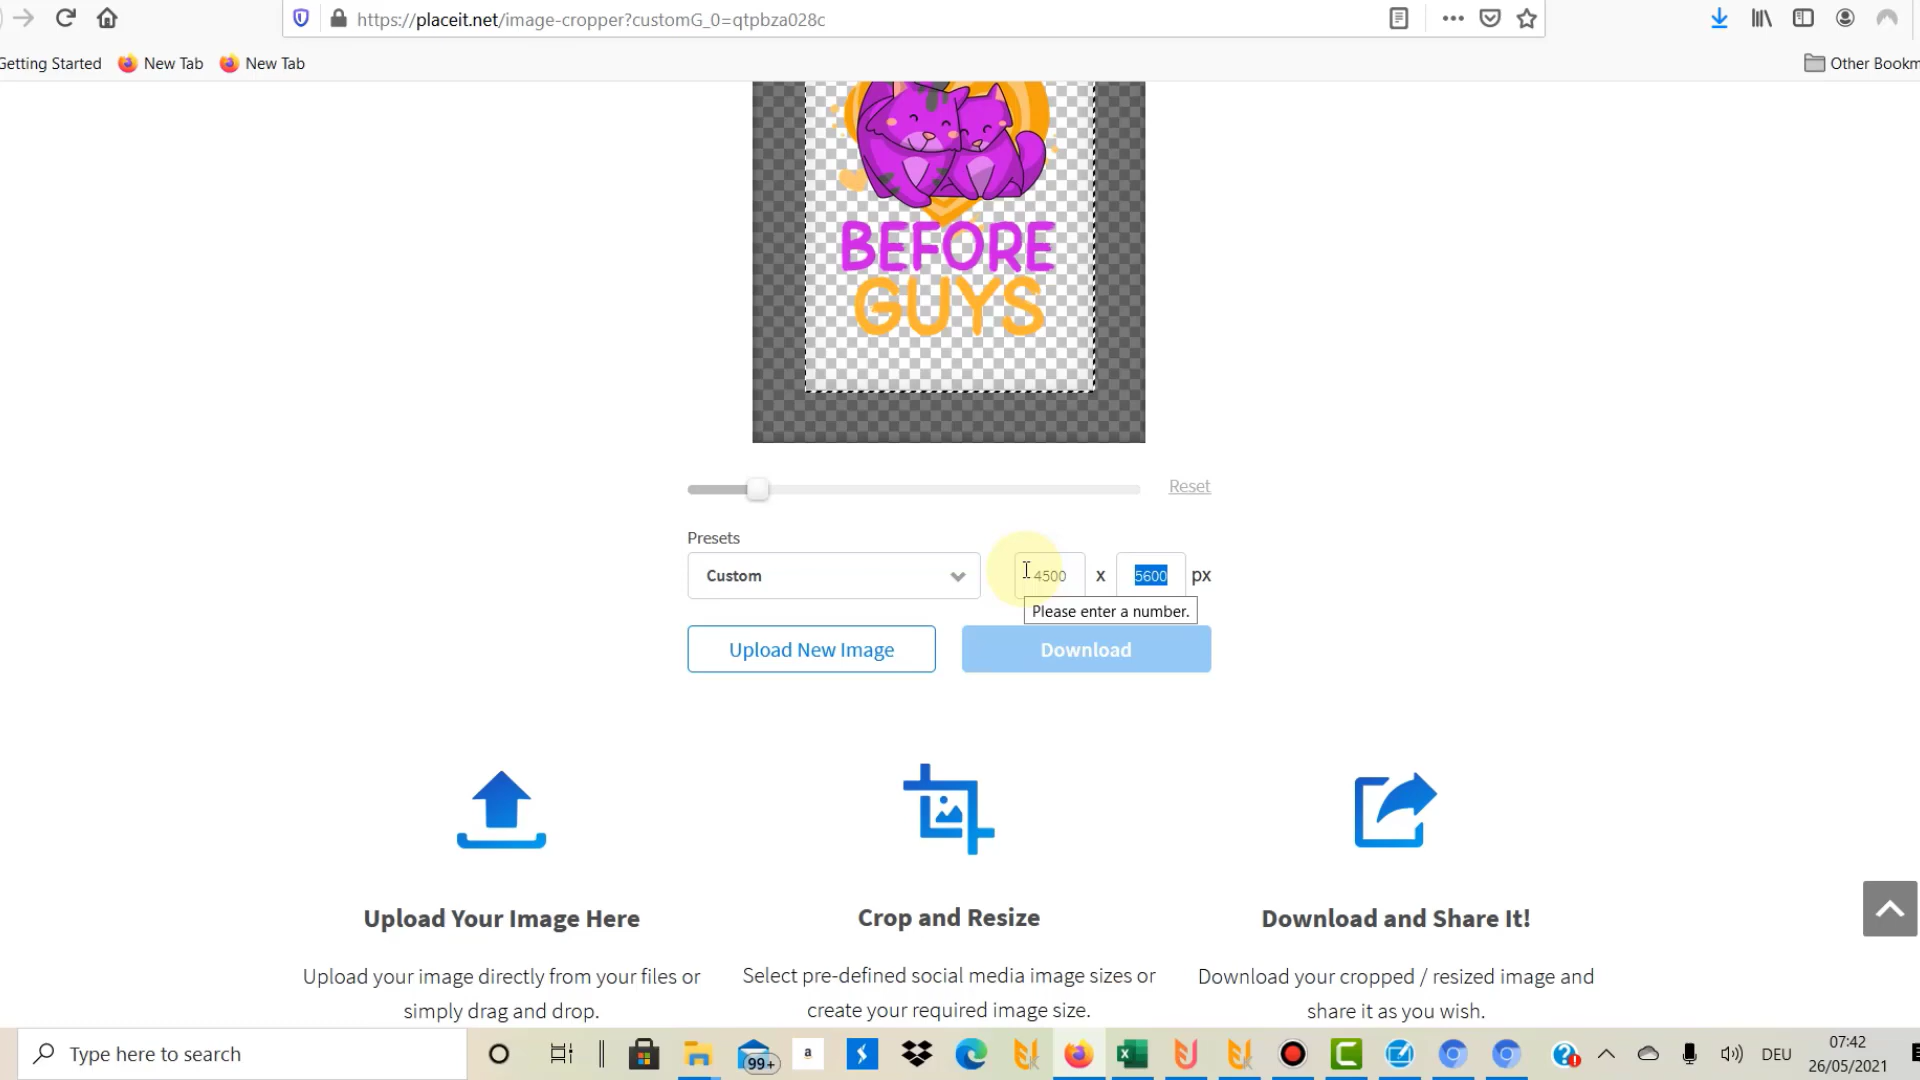 https://placeit.net/image-cropper?customG_0=qtpbza028c
Getting Started
New Tab
New Tab
Other Bookm
BEFORE
GUYS
Reset
Presets
Custom
4500 x 5600 px
Please enter a number.
Upload New Image
Download
Upload Your Image Here
Crop and Resize
Download and Share It!
Upload your image directly from your files or
simply drag and drop.
Select pre-defined social media image sizes or
create your required image size.
Download your cropped / resized image and
share it as you wish.
Type here to search
99+
a
DEU
07:42
26/05/2021